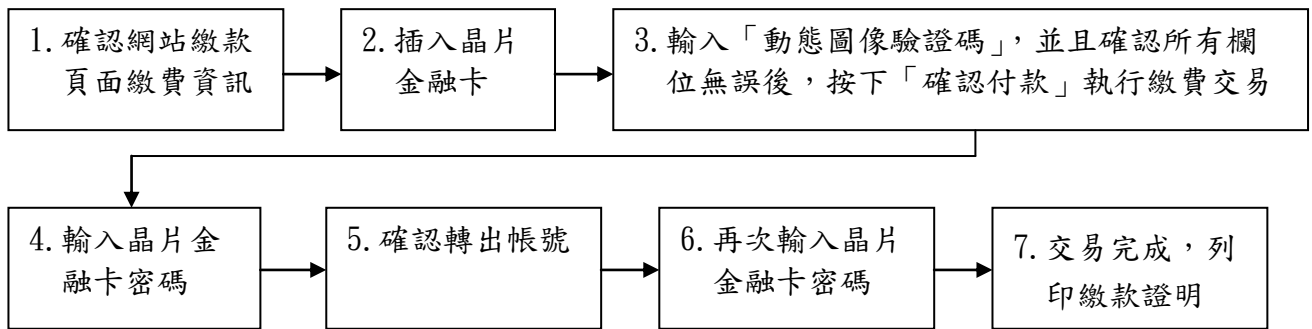 1.確認網站繳款
頁面繳費資訊
2.插入晶片
金融卡
3.輸入「動態圖像驗證碼」,並且確認所有欄
位無誤後,按下「確認付款」執行繳費交易
4.輸入晶片金
融卡密碼
5.確認轉出帳號
6.再次輸入晶片
金融卡密碼
7.交易完成,列
印繳款證明